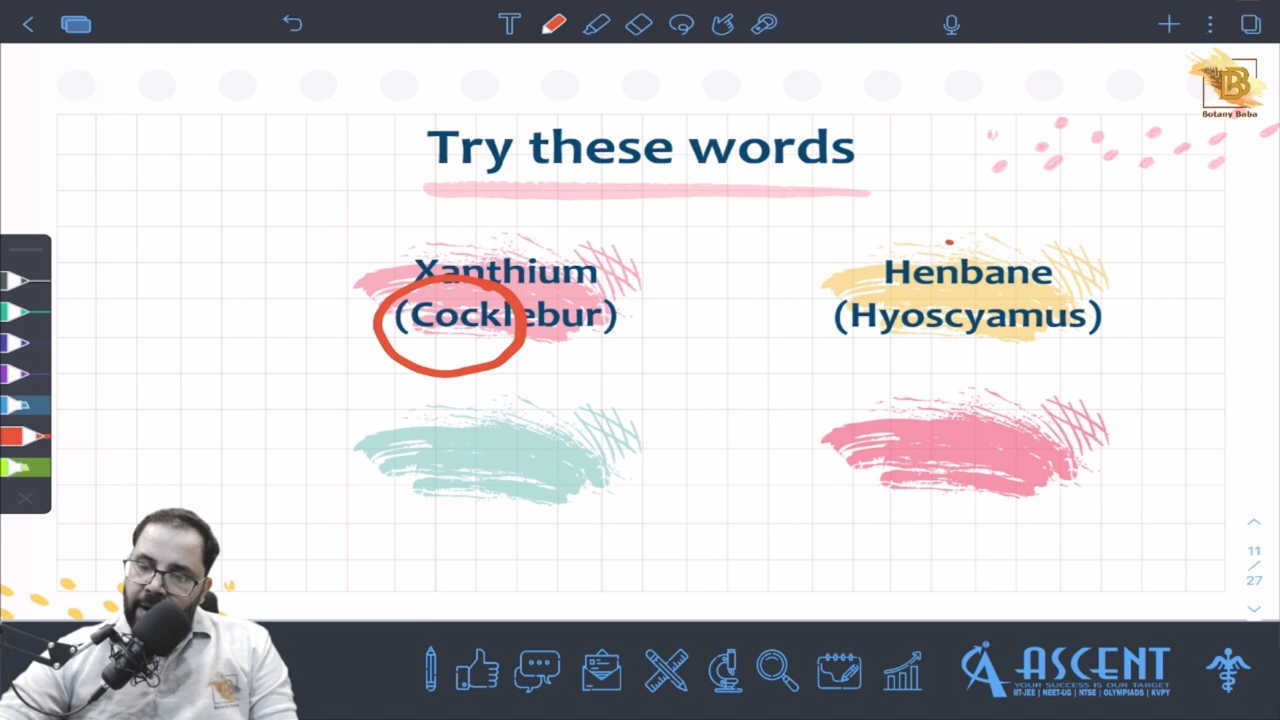 Botany Baba
Try these words
Xanthium
(Cocklebur)
Henbane
(Hyoscyamus)
11
/
27
ASCENT
YOUR SUCCESS IS OUR TARGET
IIT-JEE | NEET-UG | NTSE | OLYMPIADS | KVPY